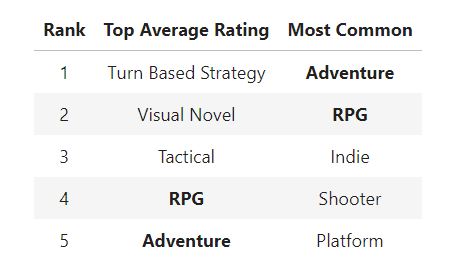 Rank Top Average Rating Most Common
1 Turn Based Strategy Adventure
2 Visual Novel RPG
3 Tactical Indie
4 RPG Shooter
5 Adventure Platform